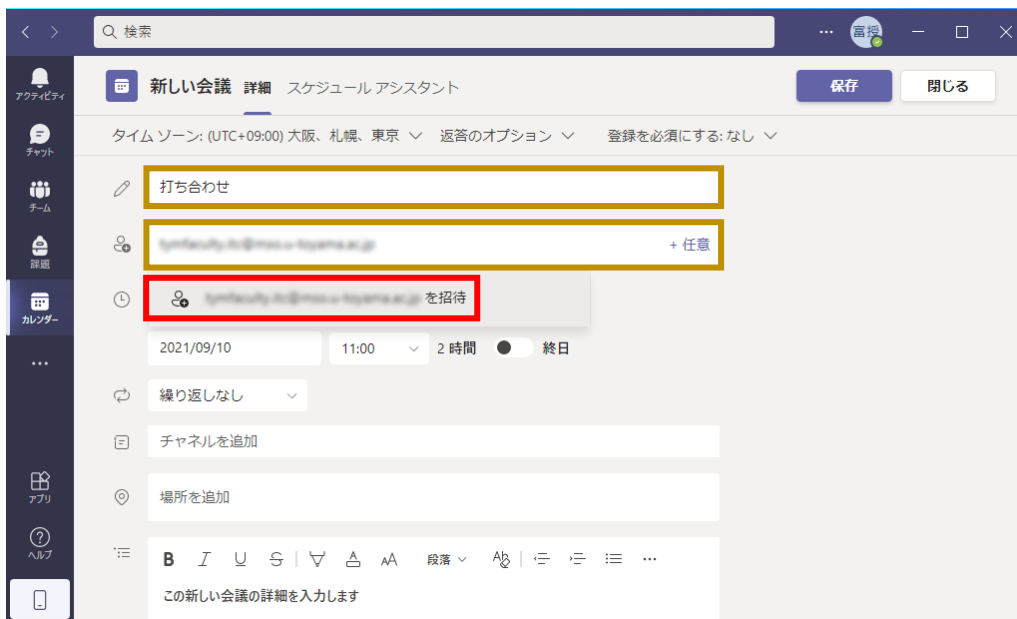 検索
富授
アクティビティ
チャット
チーム
課題
カレンダー
アプリ
ヘルプ
新しい会議 詳細 スケジュール アシスタント
保存 閉じる
タイム ゾーン: (UTC+09:00) 大阪、札幌、東京 返答のオプション 登録を必須にする: なし
打ち合わせ
+ 任意
を招待
2021/09/10 11:00 2 時間 終日
繰り返しなし
チャネルを追加
場所を追加
B I U S A AA 段落 Ab
この新しい会議の詳細を入力します